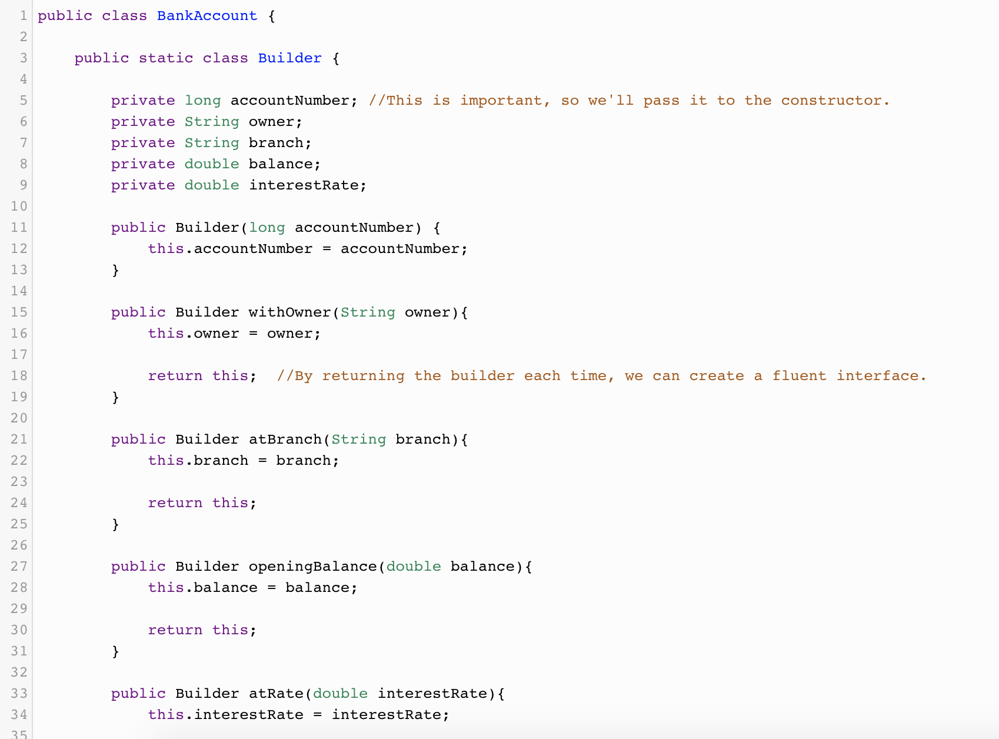 1 public class BankAccount {
2
3     public static class Builder {
4
5         private long accountNumber; //This is important, so we'll pass it to the constructor.
6         private String owner;
7         private String branch;
8         private double balance;
9         private double interestRate;
10
11         public Builder(long accountNumber) {
12             this.accountNumber = accountNumber;
13         }
14
15         public Builder withOwner(String owner){
16             this.owner = owner;
17
18             return this;  //By returning the builder each time, we can create a fluent interface.
19         }
20
21         public Builder atBranch(String branch){
22             this.branch = branch;
23
24             return this;
25         }
26
27         public Builder openingBalance(double balance){
28             this.balance = balance;
29
30             return this;
31         }
32
33         public Builder atRate(double interestRate){
34             this.interestRate = interestRate;
35